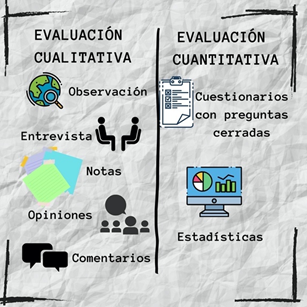 EVALUACIÓN
CUALITATIVA
Observación
Entrevista
Notas
Opiniones
Comentarios
EVALUACIÓN
CUANTITATIVA
Cuestionarios
con preguntas
cerradas
Estadísticas